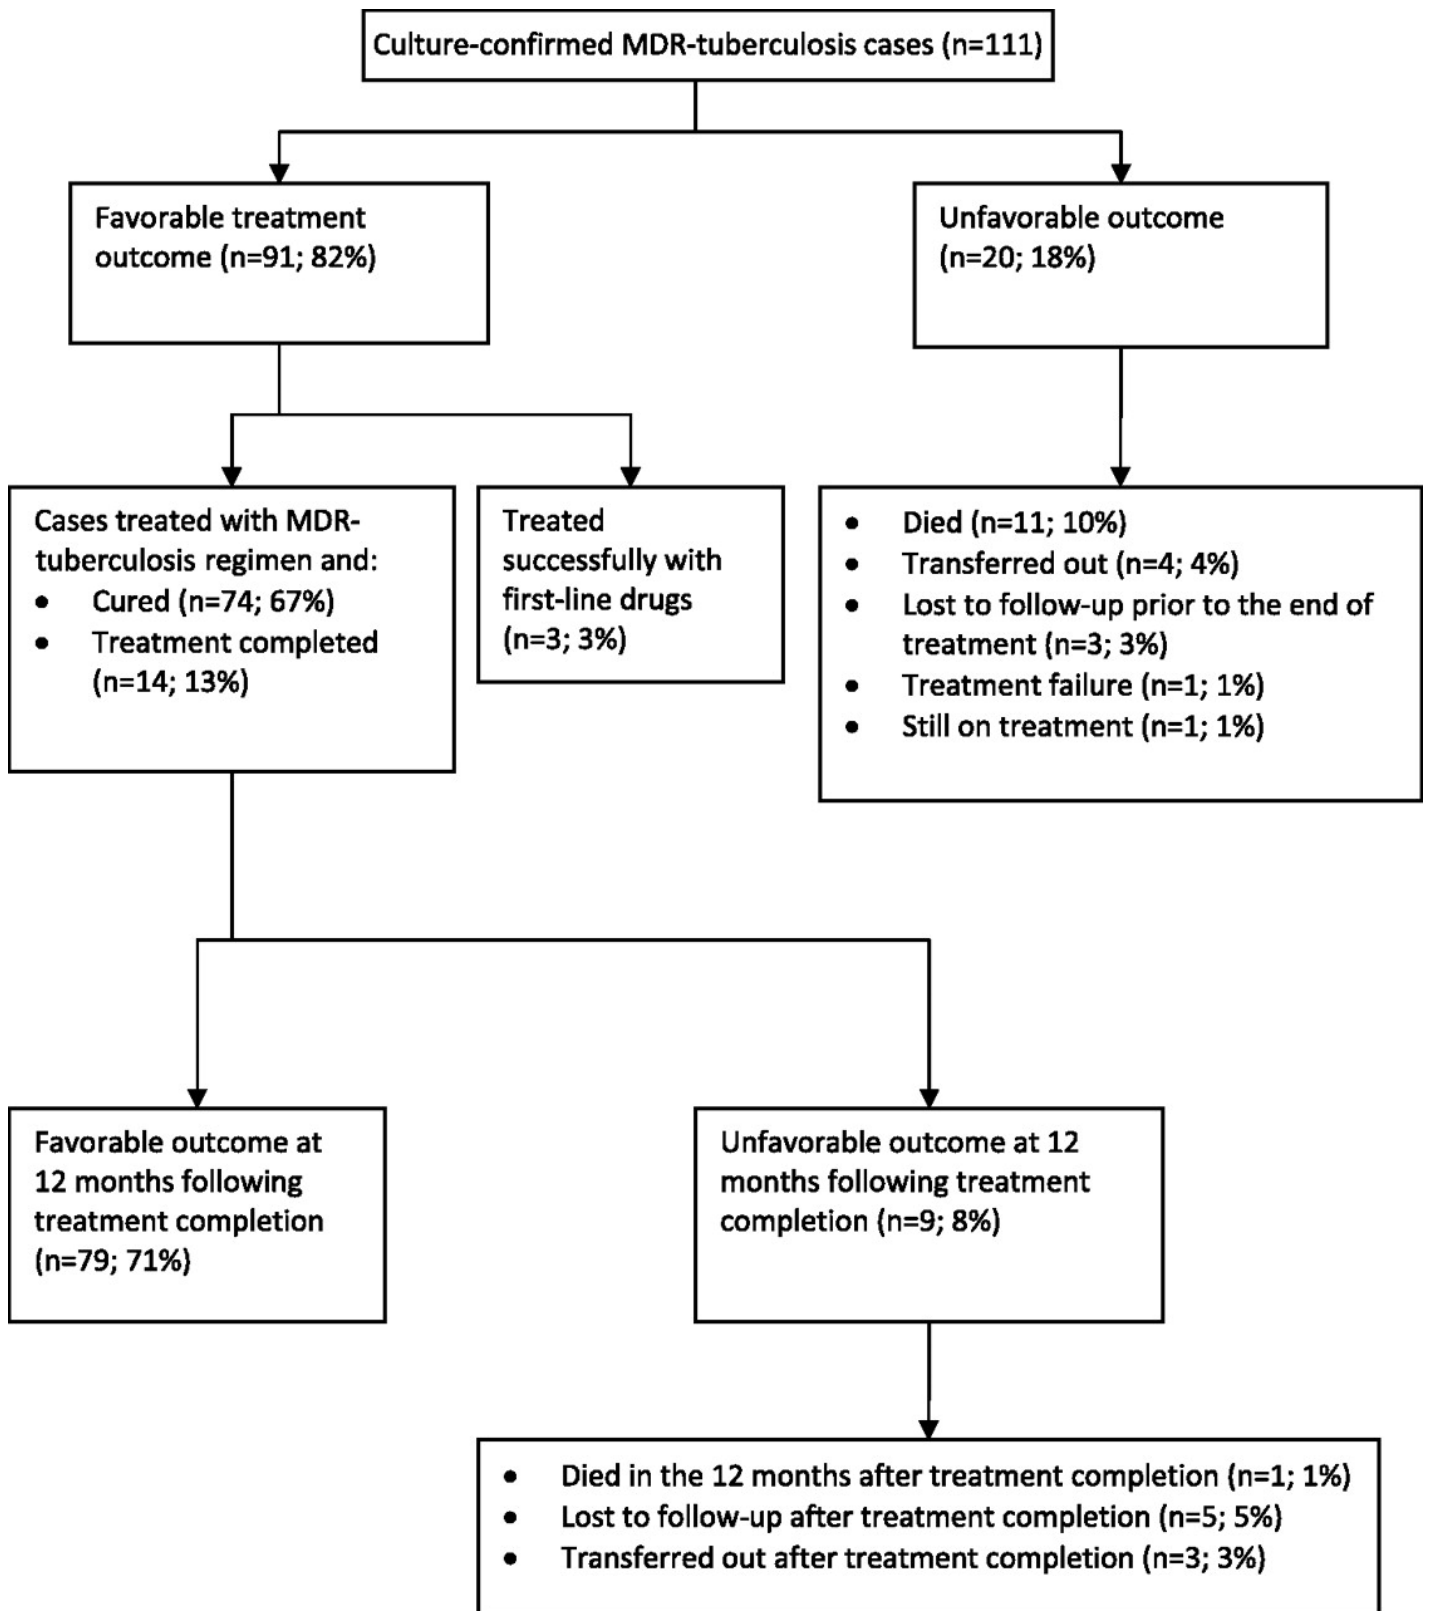 Culture-confirmed MDR-tuberculosis cases (n=111)
Favorable treatment
outcome (n=91; 82%)
Unfavorable outcome
(n=20; 18%)
Cases treated with MDR-
tuberculosis regimen and:
• Cured (n=74; 67%)
• Treatment completed
(n=14; 13%)
Treated
successfully with
first-line drugs
(n=3; 3%)
• Died (n=11; 10%)
• Transferred out (n=4; 4%)
• Lost to follow-up prior to the end of
treatment (n=3; 3%)
• Treatment failure (n=1; 1%)
• Still on treatment (n=1; 1%)
Favorable outcome at
12 months following
treatment completion
(n=79; 71%)
Unfavorable outcome at 12
months following treatment
completion (n=9; 8%)
• Died in the 12 months after treatment completion (n=1; 1%)
• Lost to follow-up after treatment completion (n=5; 5%)
• Transferred out after treatment completion (n=3; 3%)